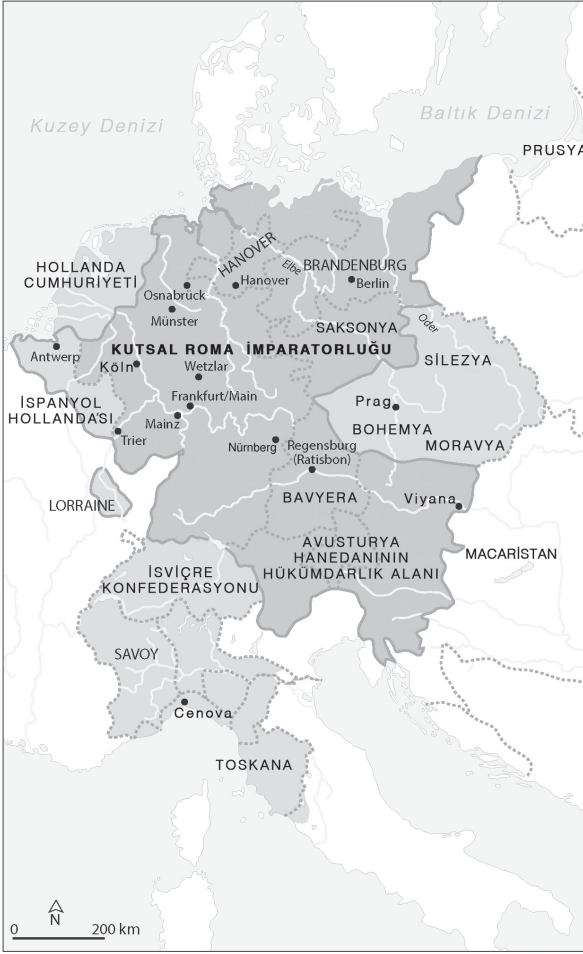 Kuzey Denizi
Baltık Denizi
PRUSYA
HOLLANDA
CUMHURİYETİ
HANOVER
Elbe
BRANDENBURG
Hanover
Berlin
Osnabrück
Münster
SAKSONYA
Oder
Antwerp
KUTSAL ROMA İMPARATORLUĞU
Köln
Wetzlar
SİLEZYA
Frankfurt/Main
İSPANYOL
HOLLANDASI
Mainz
Trier
Prag
BOHEMYA
MORAVYA
Nürnberg
Regensburg
(Ratisbon)
LORRAINE
BAVYERA
Viyana
AVUSTURYA
HANEDANININ
HÜKÜMDARLIK ALANI
MACARİSTAN
İSVİÇRE
KONFEDERASYONU
SAVOY
Cenova
TOSKANA
N
0 200 km